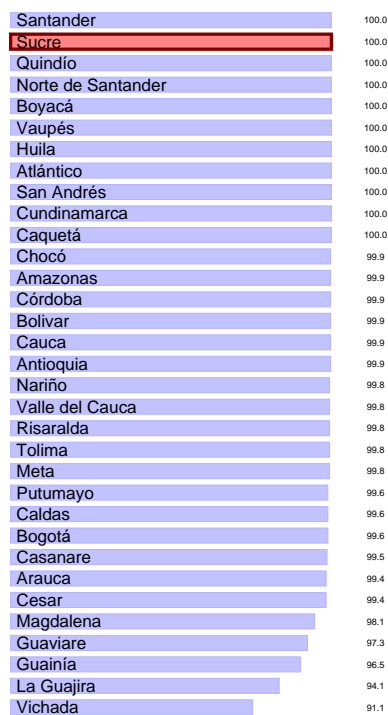 Santander 100.0
Sucre 100.0
Quindío 100.0
Norte de Santander 100.0
Boyacá 100.0
Vaupés 100.0
Huila 100.0
Atlántico 100.0
San Andrés 100.0
Cundinamarca 100.0
Caquetá 100.0
Chocó 99.9
Amazonas 99.9
Córdoba 99.9
Bolivar 99.9
Cauca 99.9
Antioquia 99.9
Nariño 99.8
Valle del Cauca 99.8
Risaralda 99.8
Tolima 99.8
Meta 99.8
Putumayo 99.6
Caldas 99.6
Bogotá 99.6
Casanare 99.5
Arauca 99.4
Cesar 99.4
Magdalena 98.1
Guaviare 97.3
Guainía 96.5
La Guajira 94.1
Vichada 91.1